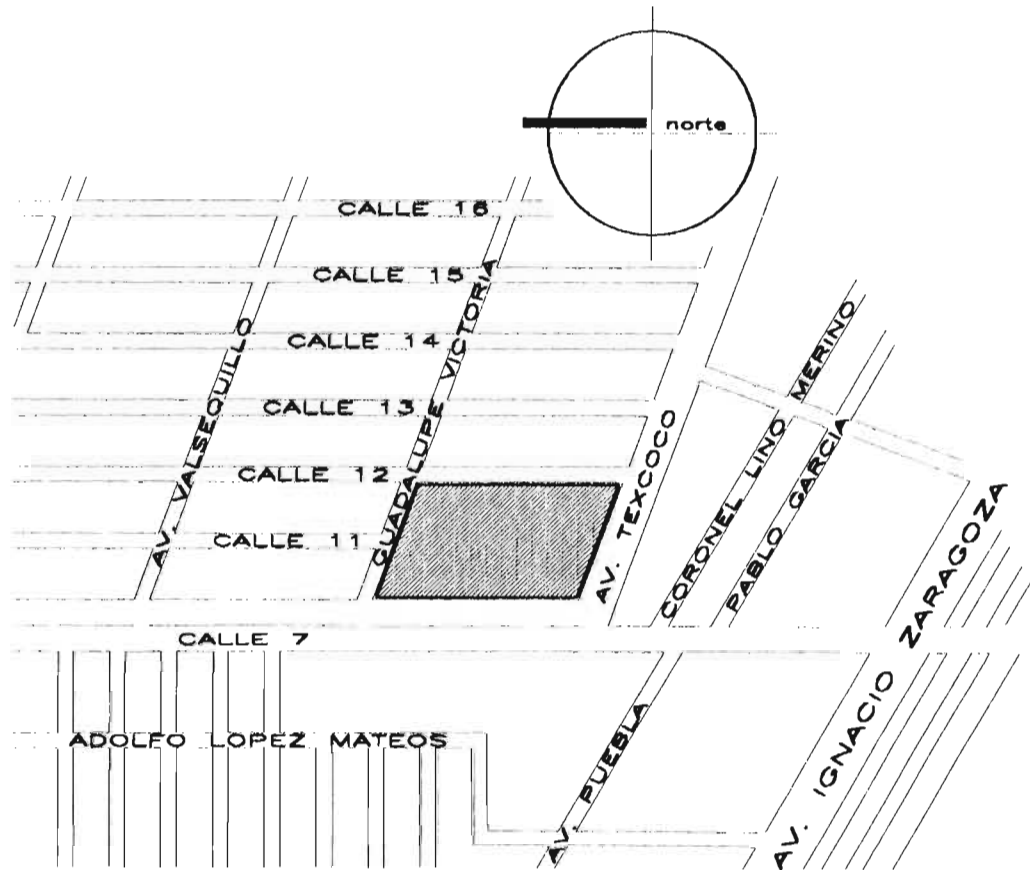 norte
CALLE 16
CALLE 15
CALLE 14
CALLE 13
CALLE 12
CALLE 11
CALLE 7
AV. VALSEQUILLO
GUADALUPE VICTORIA
AV. TEXCOCO
CORONEL LINO MERINO
PABLO GARCIA
AV. IGNACIO ZARAGOZA
AV. PUEBLA
ADOLFO LOPEZ MATEOS